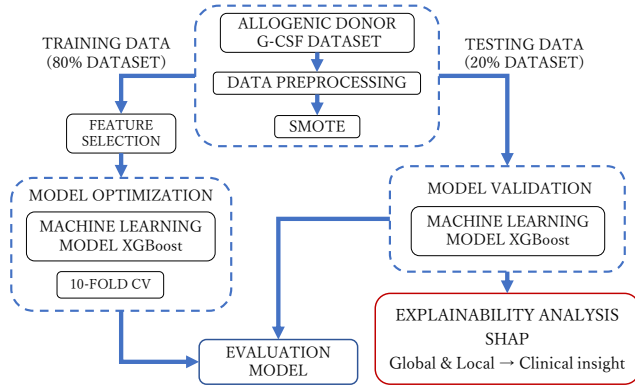 ALLOGENIC DONOR
G-CSF DATASET
DATA PREPROCESSING
SMOTE
TRAINING DATA
(80% DATASET)
TESTING DATA
(20% DATASET)
FEATURE
SELECTION
MODEL OPTIMIZATION
MACHINE LEARNING
MODEL XGBoost
10-FOLD CV
MODEL VALIDATION
MACHINE LEARNING
MODEL XGBoost
EVALUATION
MODEL
EXPLAINABILITY ANALYSIS
SHAP
Global & Local → Clinical insight